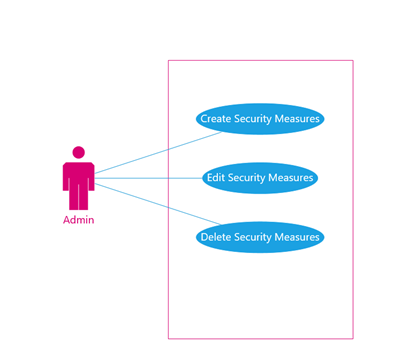 Create Security Measures
Edit Security Measures
Admin
Delete Security Measures